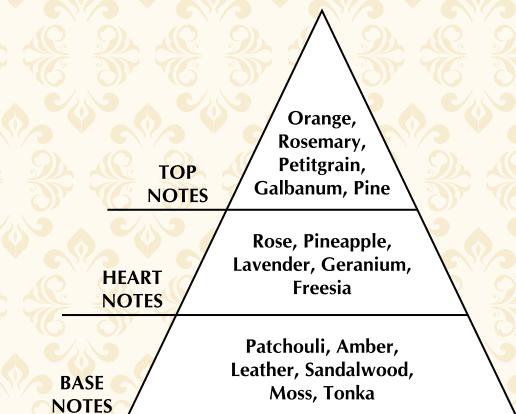 Orange,
Rosemary,
Petitgrain,
Galbanum, Pine
TOP
NOTES
Rose, Pineapple,
Lavender, Geranium,
Freesia
HEART
NOTES
Patchouli, Amber,
Leather, Sandalwood,
Moss, Tonka
BASE
NOTES